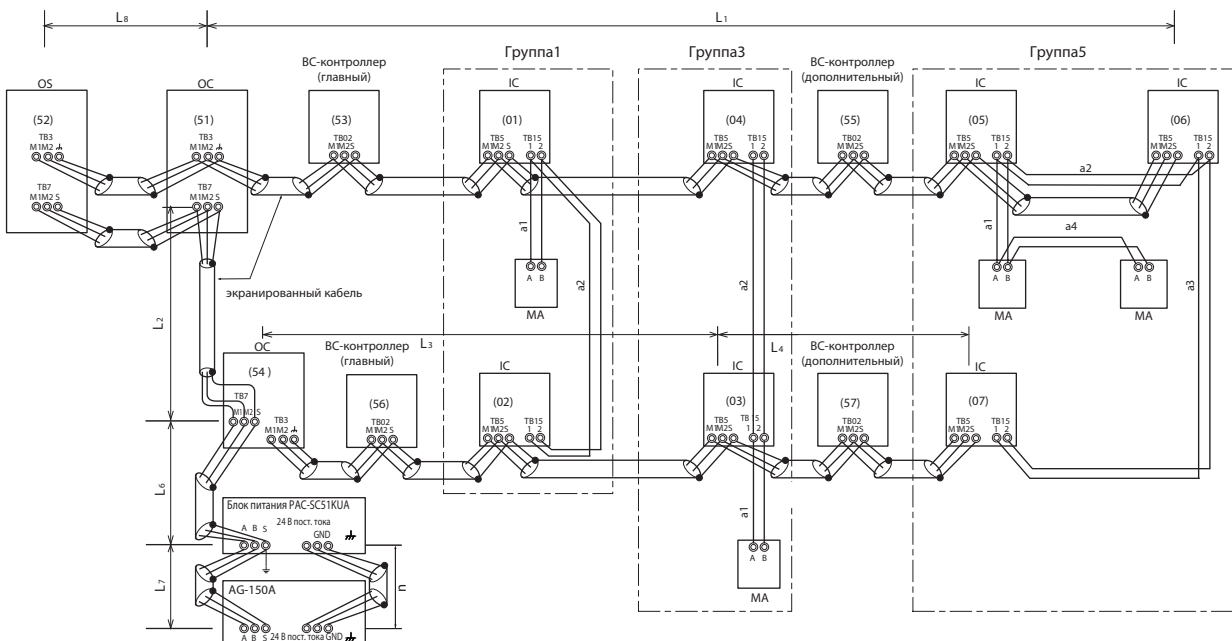 L8
L1
Группа1
Группа3
Группа5
BC-контроллер
(главный)
BC-контроллер
(дополнительный)
OS
OC
IC
IC
IC
IC
(52)
(51)
(53)
(01)
(04)
(55)
(05)
(06)
TB3
M1M2
TB3
M1M2
TB02
M1M2S
TB5
M1M2 S
TB15
1 2
TB5
M1M2S
TB15
1 2
TB02
M1M2S
TB5
M1M2S
TB15
1 2
TB5
M1M2S
TB15
1 2
TB7
M1M2 S
TB7
M1M2 S
a2
a1
a2
a2
a1
a4
a3
A B
MA
A B
MA
A B
MA
экранированный кабель
L2
L3
L4
OC
BC-контроллер
(главный)
IC
IC
BC-контроллер
(дополнительный)
IC
(54 )
(56)
(02)
(03)
(57)
(07)
TB7
M1M2 S
TB3
M1M2
TB02
M1M2 S
TB5
M1M2S
TB15
1 2
TB5
M1M2S
TB 15
1 2
TB02
M1M2S
TB5
M1M2S
TB15
1 2
L6
Блок питания PAC-SC51KUA
24 В пост. тока
A B S
GND
a1
A B
MA
L7
n
AG-150A
A B S
24 В пост. тока GND